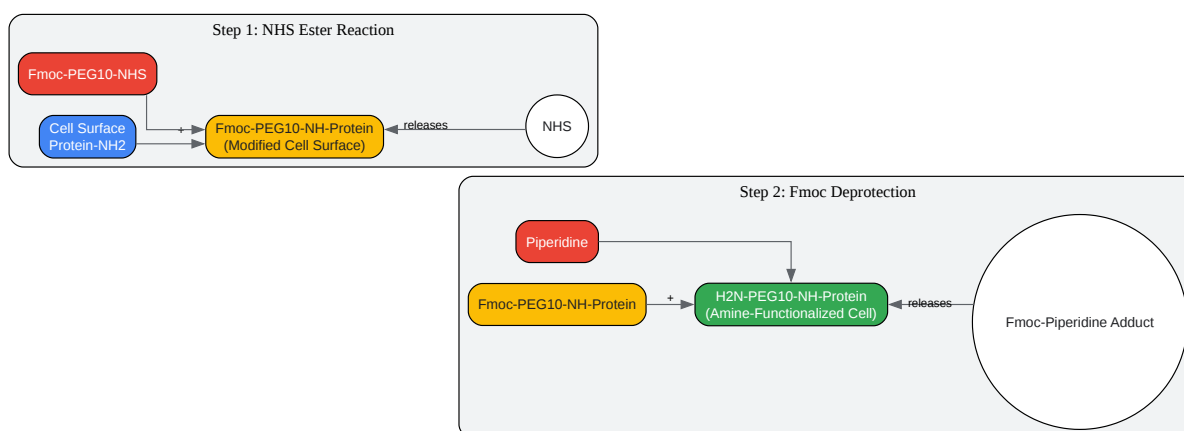 Step 1: NHS Ester Reaction
Fmoc-PEG10-NHS
Cell Surface
Protein-NH2
+
Fmoc-PEG10-NH-Protein
(Modified Cell Surface)
releases
NHS
Step 2: Fmoc Deprotection
Piperidine
Fmoc-PEG10-NH-Protein
+
H2N-PEG10-NH-Protein
(Amine-Functionalized Cell)
releases
Fmoc-Piperidine Adduct